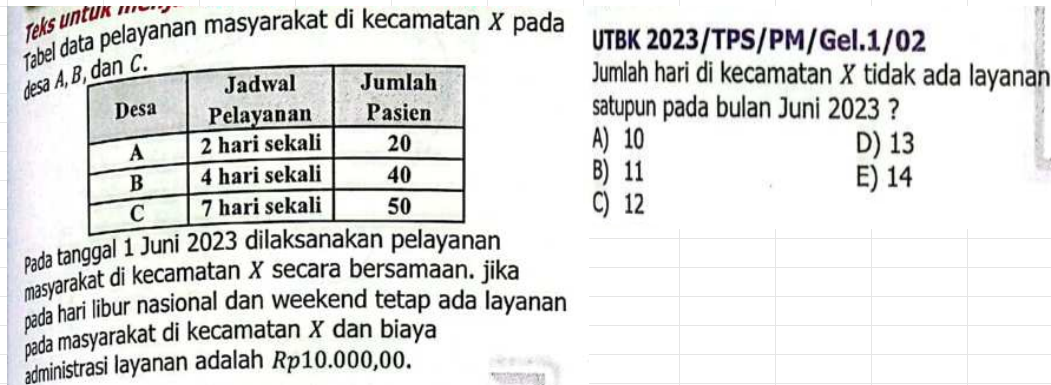 Teks untuk
Tabel data pelayanan masyarakat di kecamatan X pada
desa A, B, dan C.
Desa Jadwal Pelayanan Jumlah Pasien
A 2 hari sekali 20
B 4 hari sekali 40
C 7 hari sekali 50
Pada tanggal 1 Juni 2023 dilaksanakan pelayanan
masyarakat di kecamatan X secara bersamaan. jika
pada hari libur nasional dan weekend tetap ada layanan
pada masyarakat di kecamatan X dan biaya
administrasi layanan adalah Rp10.000,00.
UTBK 2023/TPS/PM/Gel.1/02
Jumlah hari di kecamatan X tidak ada layanan
satupun pada bulan Juni 2023 ?
A) 10
B) 11
C) 12
D) 13
E) 14